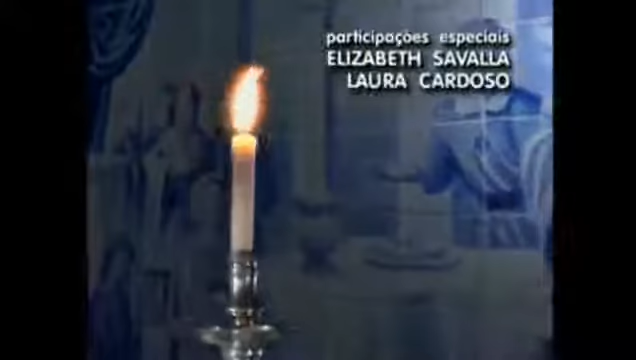 participações especiais
ELIZABETH SAVALLA
LAURA CARDOSO